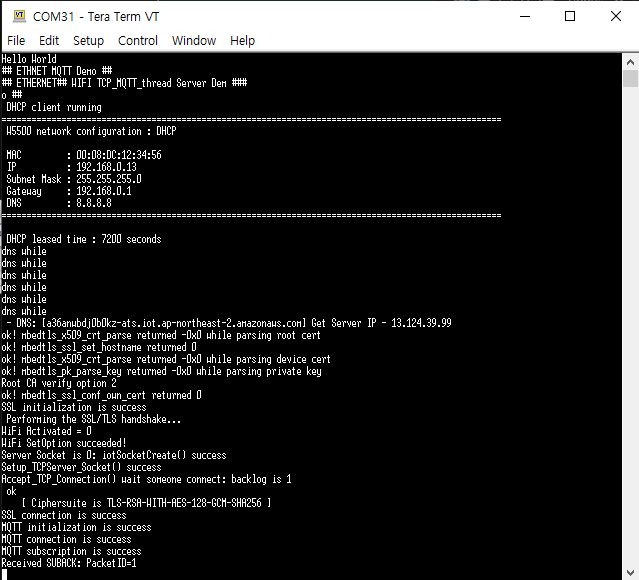 COM31 - Tera Term VT
File Edit Setup Control Window Help
Hello World
## ETHNET MQTT Demo ##
## ETHERNET## WIFI TCP_MQTT_thread Server Dem ###
o ##
DHCP client running
====================================================================================
W5500 network configuration : DHCP
MAC : 00:08:DC:12:34:56
IP : 192.168.0.13
Subnet Mask : 255.255.255.0
Gateway : 192.168.0.1
DNS : 8.8.8.8
====================================================================================
DHCP leased time : 7200 seconds
dns while
dns while
dns while
dns while
dns while
dns while
- DNS: [a36anwbdj0b0kz-ats.iot.ap-northeast-2.amazonaws.com] Get Server IP - 13.124.39.99
ok! mbedtls_x509_crt_parse returned -0x0 while parsing root cert
ok! mbedtls_ssl_set_hostname returned 0
ok! mbedtls_x509_crt_parse returned -0x0 while parsing device cert
ok! mbedtls_pk_parse_key returned -0x0 while parsing private key
Root CA verify option 2
ok! mbedtls_ssl_conf_own_cert returned 0
SSL initialization is success
Performing the SSL/TLS handshake...
WiFi Activated = 0
WiFi SetOption succeeded!
Server Socket is 0: iotSocketCreate() success
Setup_TCPServer_Socket() success
Accept_TCP_Connection() wait someone connect: backlog is 1
ok
[ Ciphersuite is TLS-RSA-WITH-AES-128-GCM-SHA256 ]
SSL connection is success
MQTT initialization is success
MQTT connection is success
MQTT subscription is success
Received SUBACK: PacketID=1